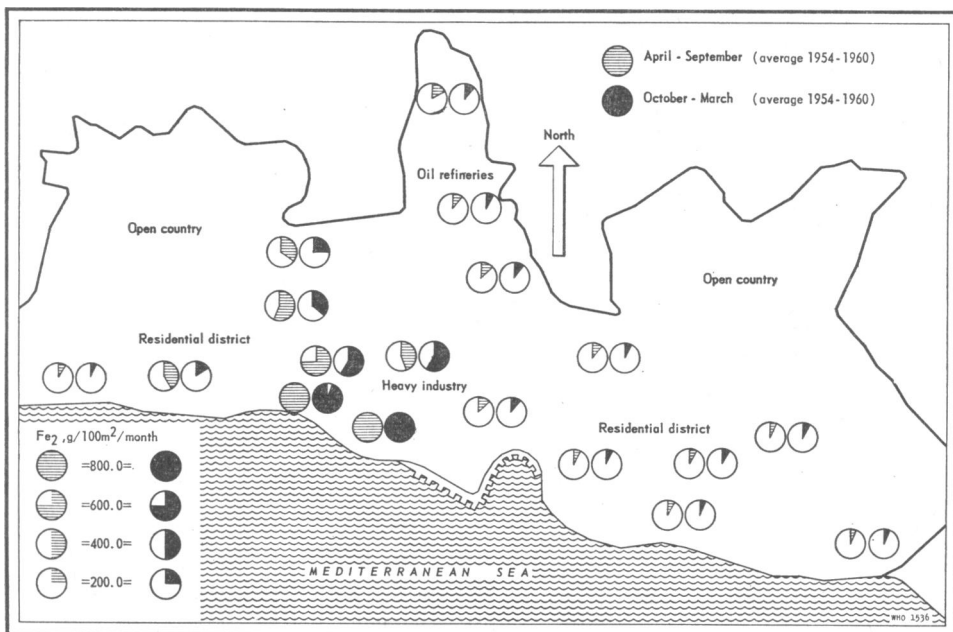 April - September (average 1954-1960)
October - March (average 1954-1960)
North
Oil refineries
Open country
Open country
Residential district
Heavy industry
Residential district
Fe₂,g/100m²/month
=800.0=
=600.0=
=400.0=
=200.0=
MEDITERRANEAN SEA
WHO 1536